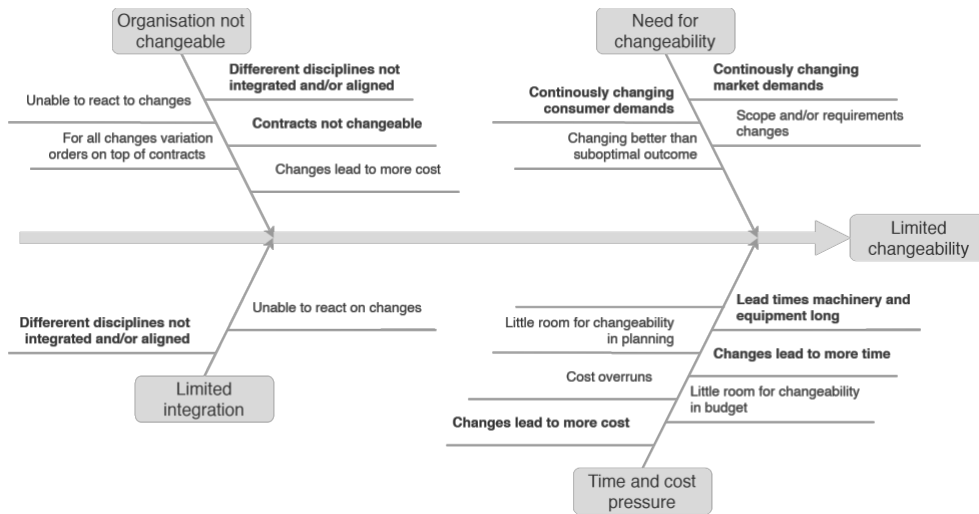 Organisation not
changeable
Differerent disciplines not
integrated and/or aligned
Unable to react to changes
Contracts not changeable
For all changes variation
orders on top of contracts
Changes lead to more cost
Need for
changeability
Continously changing
market demands
Continously changing
consumer demands
Scope and/or requirements
changes
Changing better than
suboptimal outcome
Limited
changeability
Unable to react on changes
Differerent disciplines not
integrated and/or aligned
Limited
integration
Lead times machinery and
equipment long
Little room for changeability
in planning
Changes lead to more time
Cost overruns
Little room for changeability
in budget
Changes lead to more cost
Time and cost
pressure